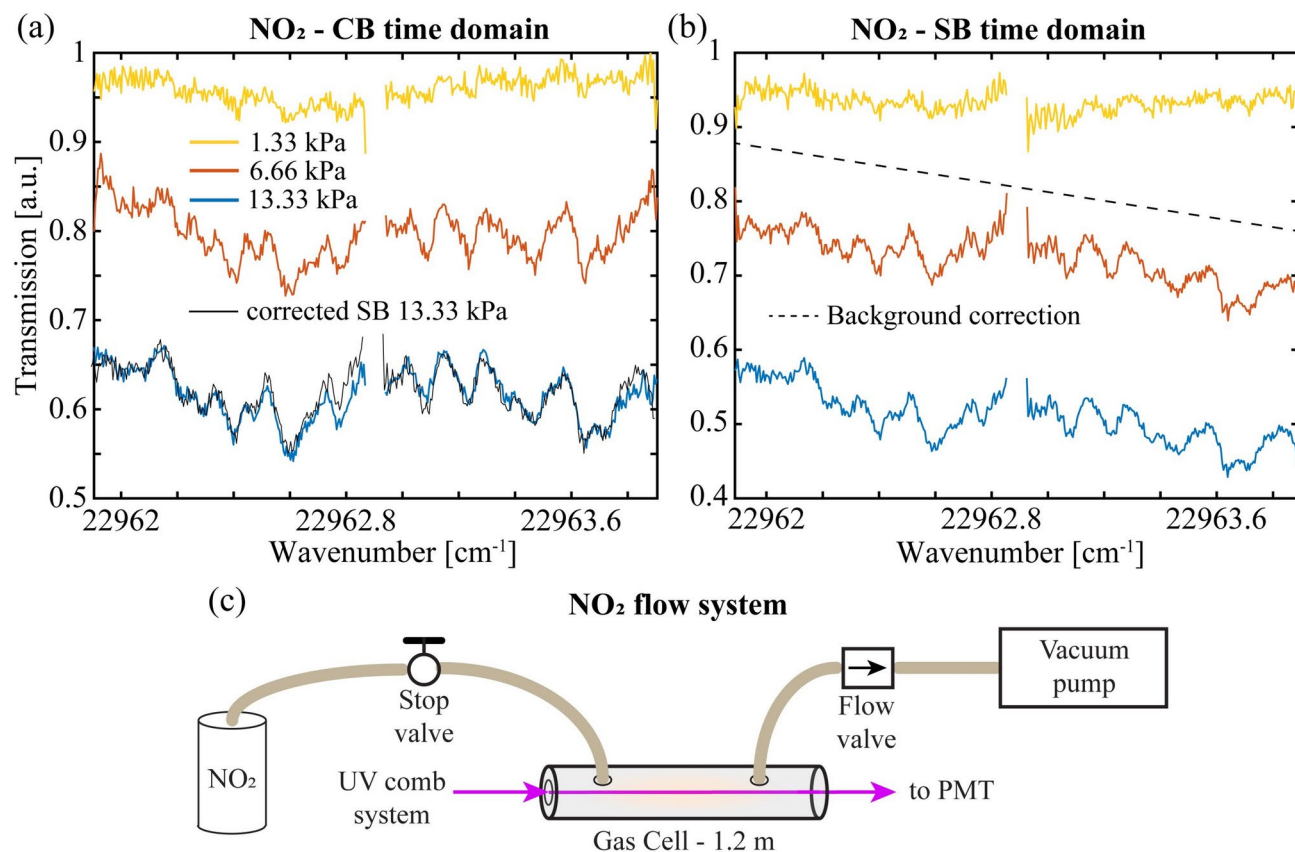 (a)
NO₂ - CB time domain
1
0.9
0.8
0.7
0.6
0.5
Transmission [a.u.]
1.33 kPa
6.66 kPa
13.33 kPa
corrected SB 13.33 kPa
22962
22962.8
22963.6
Wavenumber [cm⁻¹]
(b)
NO₂ - SB time domain
1
0.9
0.8
0.7
0.6
0.5
0.4
Background correction
22962
22962.8
22963.6
Wavenumber [cm⁻¹]
(c)
NO₂ flow system
NO₂
Stop
valve
Flow
valve
Vacuum
pump
UV comb
system
to PMT
Gas Cell - 1.2 m